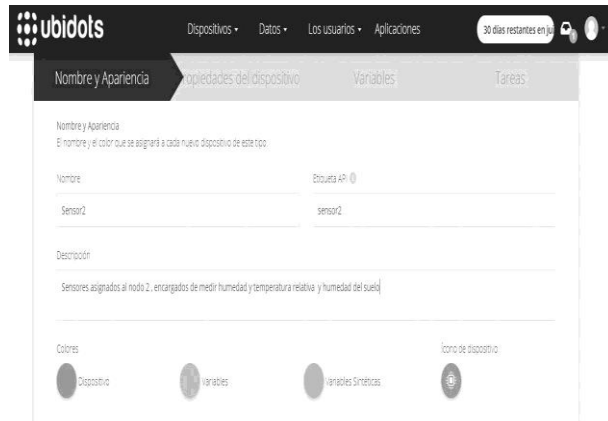 ubidots
Dispositivos Datos Los usuarios Aplicaciones 30 días restantes en jui
Nombre y Apariencia ropiedades del dispositivo Variables Tareas
Nombre y Apariencia
El nombre y el color que se asignará a cada nuevo dispositivo de este tipo.
Nombre Etiqueta API
Sensor2 sensor2
Descripción
Sensores asignados al nodo 2 , encargados de medir humedad y temperatura relativa y humedad del suelo
Colores Ícono de dispositivo
Dispositivo Variables Variables Sintéticas